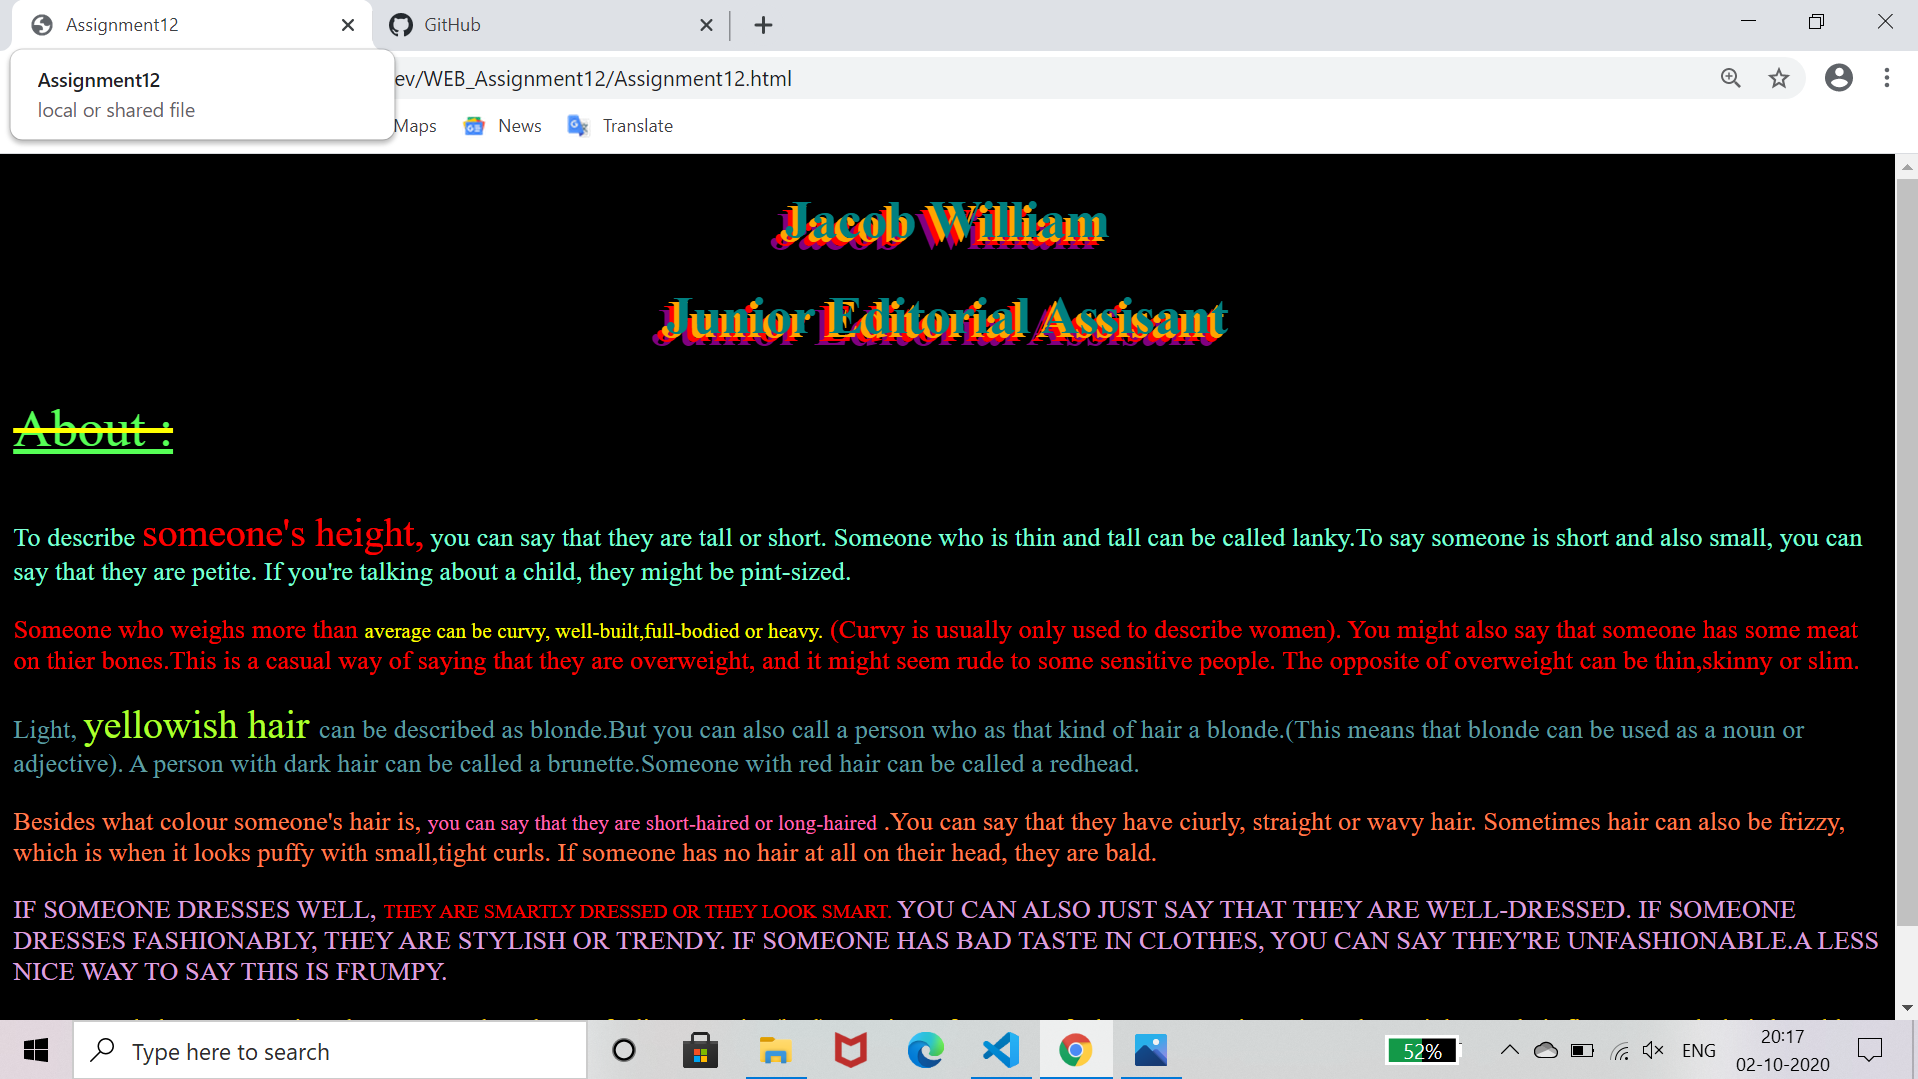 Assignment12
GitHub
Assignment12
local or shared file
ev/WEB_Assignment12/Assignment12.html
Maps
News
Translate
Jacob William
Junior Editorial Assisant
About :
To describe someone's height, you can say that they are tall or short. Someone who is thin and tall can be called lanky.To say someone is short and also small, you can
say that they are petite. If you're talking about a child, they might be pint-sized.
Someone who weighs more than average can be curvy, well-built,full-bodied or heavy. (Curvy is usually only used to describe women). You might also say that someone has some meat
on thier bones.This is a casual way of saying that they are overweight, and it might seem rude to some sensitive people. The opposite of overweight can be thin,skinny or slim.
Light, yellowish hair can be described as blonde.But you can also call a person who as that kind of hair a blonde.(This means that blonde can be used as a noun or
adjective). A person with dark hair can be called a brunette.Someone with red hair can be called a redhead.
Besides what colour someone's hair is, you can say that they are short-haired or long-haired .You can say that they have ciurly, straight or wavy hair. Sometimes hair can also be frizzy,
which is when it looks puffy with small,tight curls. If someone has no hair at all on their head, they are bald.
IF SOMEONE DRESSES WELL, THEY ARE SMARTLY DRESSED OR THEY LOOK SMART. YOU CAN ALSO JUST SAY THAT THEY ARE WELL-DRESSED. IF SOMEONE
DRESSES FASHIONABLY, THEY ARE STYLISH OR TRENDY. IF SOMEONE HAS BAD TASTE IN CLOTHES, YOU CAN SAY THEY'RE UNFASHIONABLE.A LESS
NICE WAY TO SAY THIS IS FRUMPY.
Type here to search
52%
ENG
20:17
02-10-2020